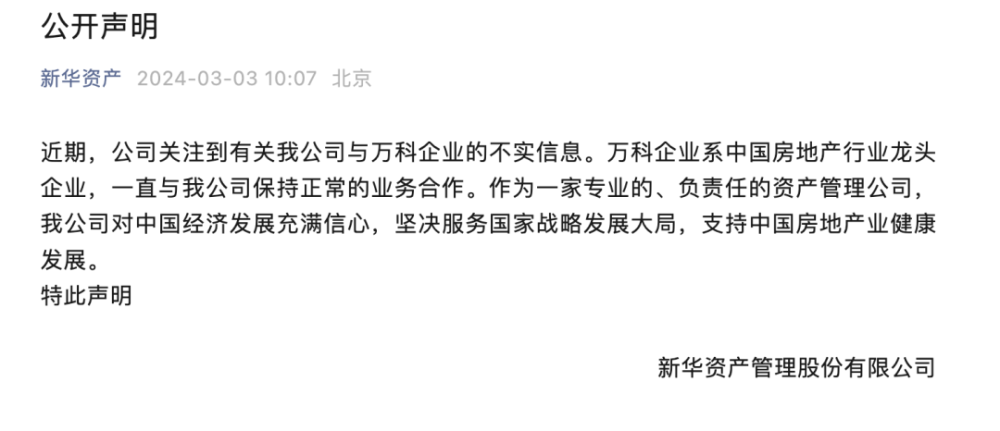 公开声明
新华资产 2024-03-03 10:07 北京
近期，公司关注到有关我公司与万科企业的不实信息。万科企业系中国房地产行业龙头
企业，一直与我公司保持正常的业务合作。作为一家专业的、负责任的资产管理公司，
我公司对中国经济发展充满信心，坚决服务国家战略发展大局，支持中国房地产业健康
发展。
特此声明
新华资产管理股份有限公司